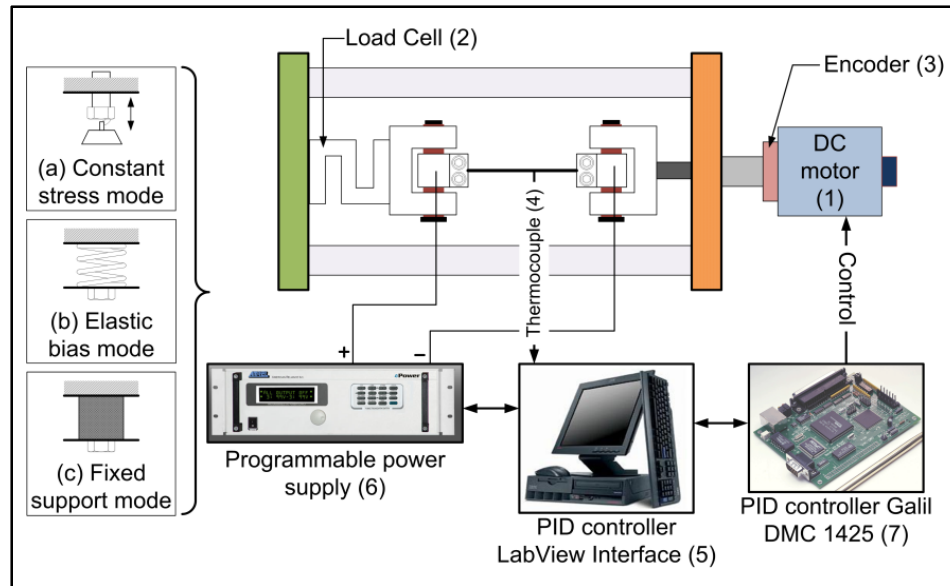 Load Cell (2)
Encoder (3)
(a) Constant
stress mode
DC
motor
(1)
Thermocouple (4)
Control
(b) Elastic
bias mode
+
−
(c) Fixed
support mode
Programmable power
supply (6)
PID controller
LabView Interface (5)
PID controller Galil
DMC 1425 (7)